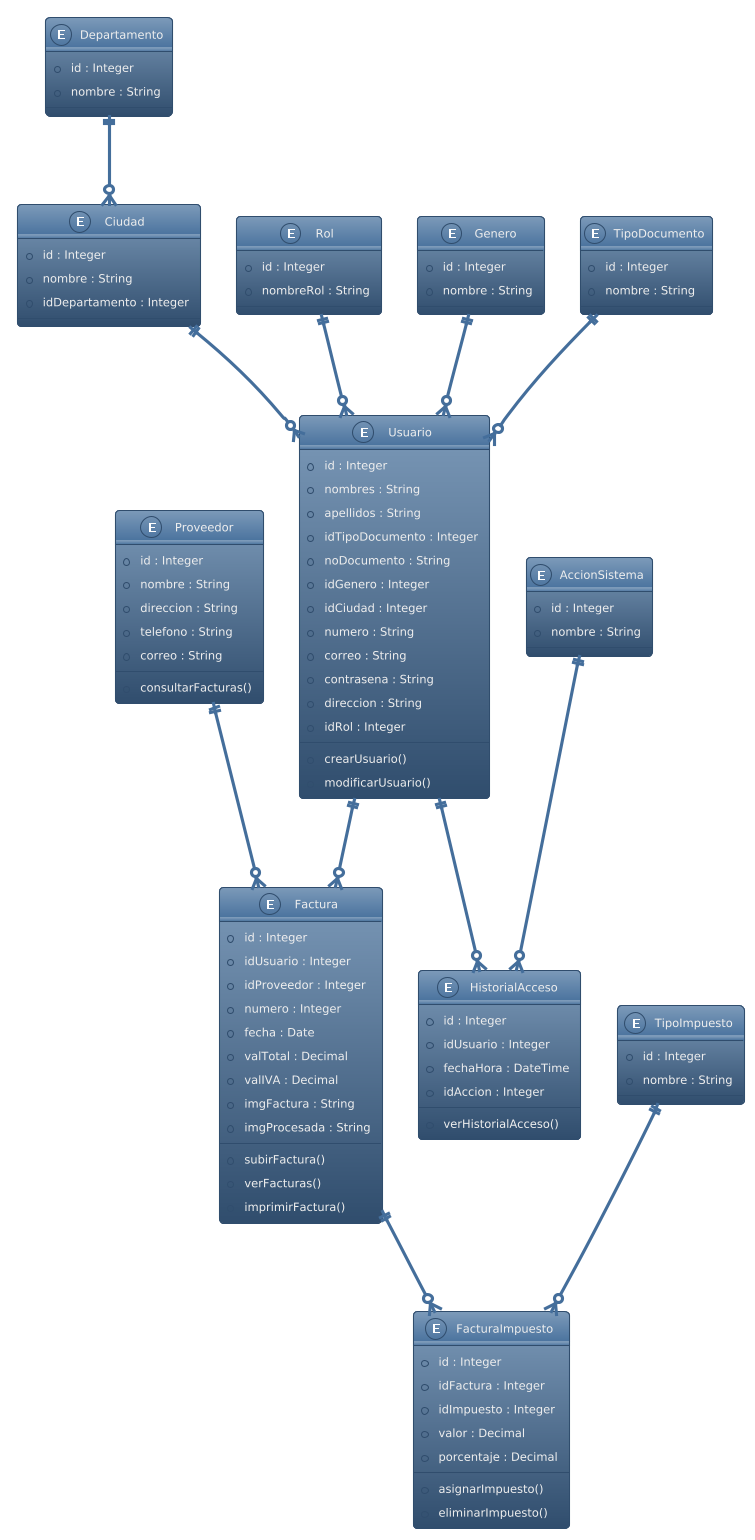 E Departamento
id : Integer
nombre : String
E Ciudad
id : Integer
nombre : String
idDepartamento : Integer
E Rol
id : Integer
nombreRol : String
E Genero
id : Integer
nombre : String
E TipoDocumento
id : Integer
nombre : String
E Usuario
id : Integer
nombres : String
apellidos : String
idTipoDocumento : Integer
noDocumento : String
idGenero : Integer
idCiudad : Integer
numero : String
correo : String
contrasena : String
direccion : String
idRol : Integer
crearUsuario()
modificarUsuario()
E Proveedor
id : Integer
nombre : String
direccion : String
telefono : String
correo : String
consultarFacturas()
E AccionSistema
id : Integer
nombre : String
E Factura
id : Integer
idUsuario : Integer
idProveedor : Integer
numero : Integer
fecha : Date
valTotal : Decimal
valIVA : Decimal
imgFactura : String
imgProcesada : String
subirFactura()
verFacturas()
imprimirFactura()
E HistorialAcceso
id : Integer
idUsuario : Integer
fechaHora : DateTime
idAccion : Integer
verHistorialAcceso()
E TipoImpuesto
id : Integer
nombre : String
E FacturaImpuesto
id : Integer
idFactura : Integer
idImpuesto : Integer
valor : Decimal
porcentaje : Decimal
asignarImpuesto()
eliminarImpuesto()